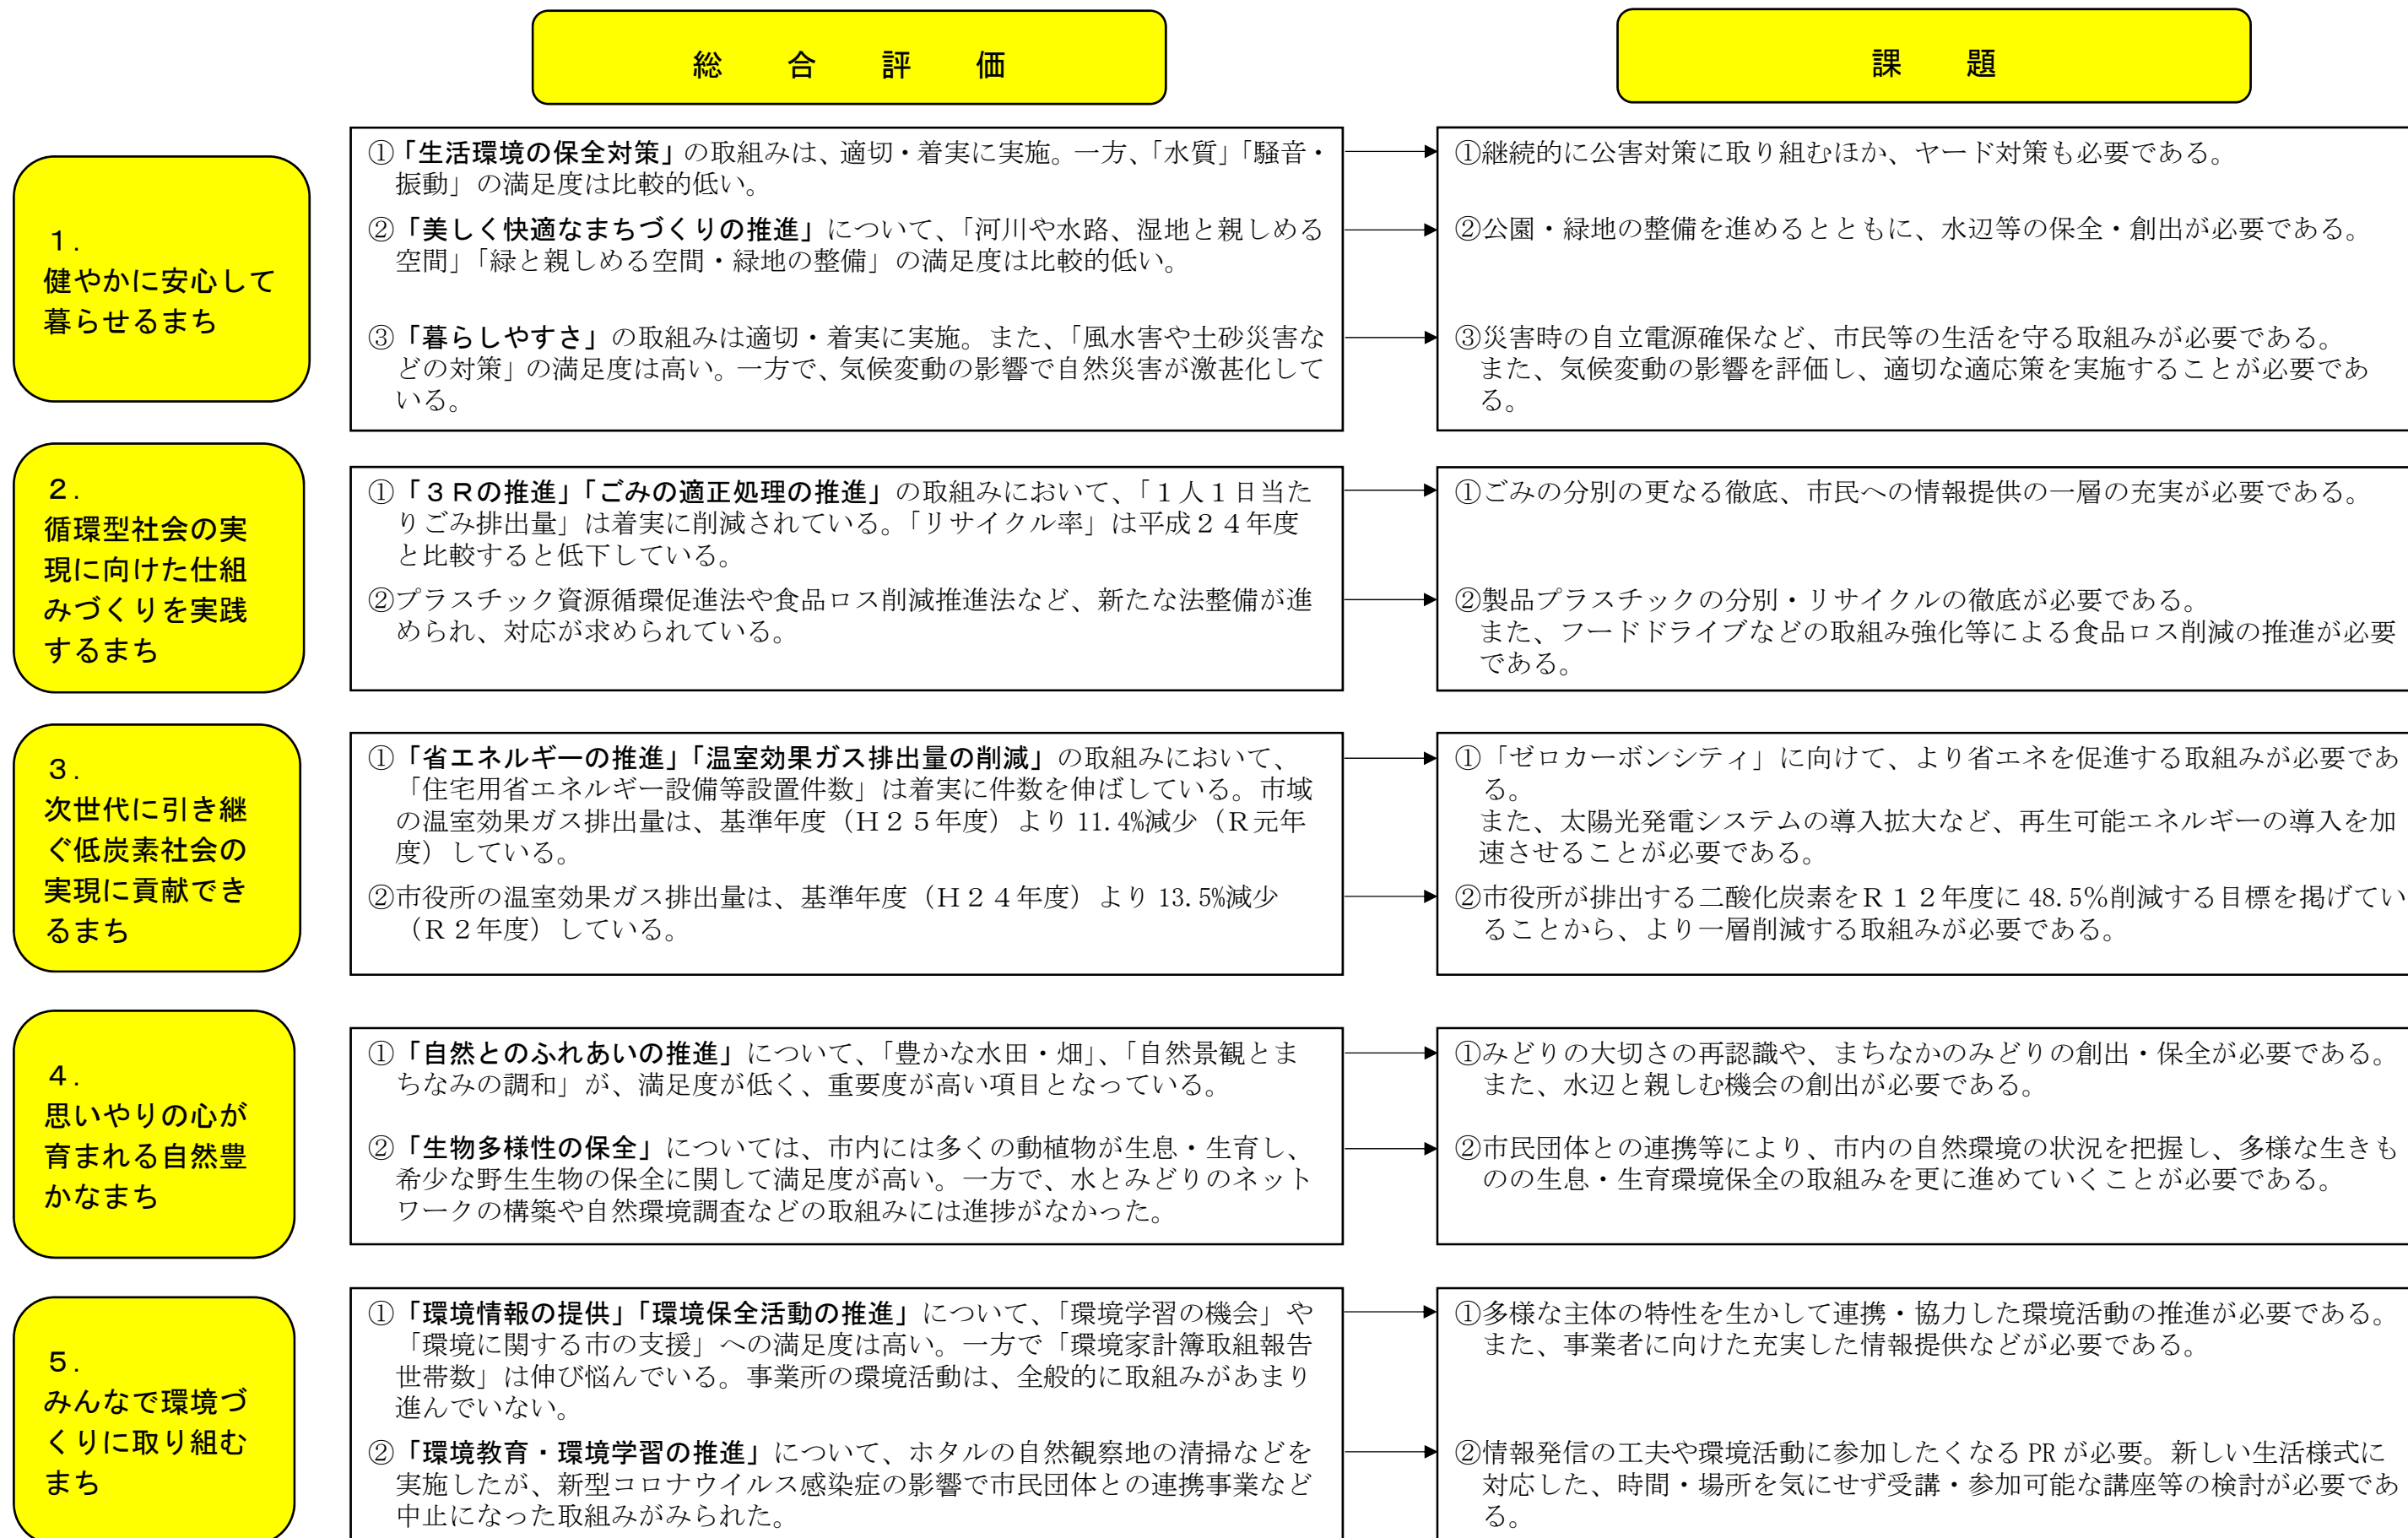 総　合　評　価
課　題
１.
健やかに安心して
暮らせるまち
①「生活環境の保全対策」の取組みは、適切・着実に実施。一方、「水質」「騒音・
振動」の満足度は比較的低い。
②「美しく快適なまちづくりの推進」について、「河川や水路、湿地と親しめる
空間」「緑と親しめる空間・緑地の整備」の満足度は比較的低い。
③「暮らしやすさ」の取組みは適切・着実に実施。また、「風水害や土砂災害な
どの対策」の満足度は高い。一方で、気候変動の影響で自然災害が激甚化して
いる。
①継続的に公害対策に取り組むほか、ヤード対策も必要である。
②公園・緑地の整備を進めるとともに、水辺等の保全・創出が必要である。
③災害時の自立電源確保など、市民等の生活を守る取組みが必要である。
また、気候変動の影響を評価し、適切な適応策を実施することが必要であ
る。
２.
循環型社会の実
現に向けた仕組
みづくりを実践
するまち
①「３Ｒの推進」「ごみの適正処理の推進」の取組みにおいて、「１人１日当た
りごみ排出量」は着実に削減されている。「リサイクル率」は平成２４年度
と比較すると低下している。
②プラスチック資源循環促進法や食品ロス削減推進法など、新たな法整備が進
められ、対応が求められている。
①ごみの分別の更なる徹底、市民への情報提供の一層の充実が必要である。
②製品プラスチックの分別・リサイクルの徹底が必要である。
また、フードドライブなどの取組み強化等による食品ロス削減の推進が必要
である。
３.
次世代に引き継
ぐ低炭素社会の
実現に貢献でき
るまち
①「省エネルギーの推進」「温室効果ガス排出量の削減」の取組みにおいて、
「住宅用省エネルギー設備等設置件数」は着実に件数を伸ばしている。市域
の温室効果ガス排出量は、基準年度（Ｈ２５年度）より 11.4%減少（Ｒ元年
度）している。
②市役所の温室効果ガス排出量は、基準年度（Ｈ２４年度）より 13.5%減少
（Ｒ２年度）している。
①「ゼロカーボンシティ」に向けて、より省エネを促進する取組みが必要であ
る。
また、太陽光発電システムの導入拡大など、再生可能エネルギーの導入を加
速させることが必要である。
②市役所が排出する二酸化炭素をＲ１２年度に 48.5％削減する目標を掲げてい
ることから、より一層削減する取組みが必要である。
４.
思いやりの心が
育まれる自然豊
かなまち
①「自然とのふれあいの推進」について、「豊かな水田・畑」、「自然景観とま
ちなみの調和」が、満足度が低く、重要度が高い項目となっている。
②「生物多様性の保全」については、市内には多くの動植物が生息・生育し、
希少な野生生物の保全に関して満足度が高い。一方で、水とみどりのネット
ワークの構築や自然環境調査などの取組みには進捗がなかった。
①みどりの大切さの再認識や、まちなかのみどりの創出・保全が必要である。
また、水辺と親しむ機会の創出が必要である。
②市民団体との連携等により、市内の自然環境の状況を把握し、多様な生きも
のの生息・生育環境保全の取組みを更に進めていくことが必要である。
５.
みんなで環境づ
くりに取り組む
まち
①「環境情報の提供」「環境保全活動の推進」について、「環境学習の機会」や
「環境に関する市の支援」への満足度は高い。一方で「環境家計簿取組報告
世帯数」は伸び悩んでいる。事業所の環境活動は、全般的に取組みがあまり
進んでいない。
②「環境教育・環境学習の推進」について、ホタルの自然観察地の清掃などを
実施したが、新型コロナウイルス感染症の影響で市民団体との連携事業など
中止になった取組みがみられた。
①多様な主体の特性を生かして連携・協力した環境活動の推進が必要である。
また、事業者に向けた充実した情報提供などが必要である。
②情報発信の工夫や環境活動に参加したくなる PR が必要。新しい生活様式に
対応した、時間・場所を気にせず受講・参加可能な講座等の検討が必要であ
る。